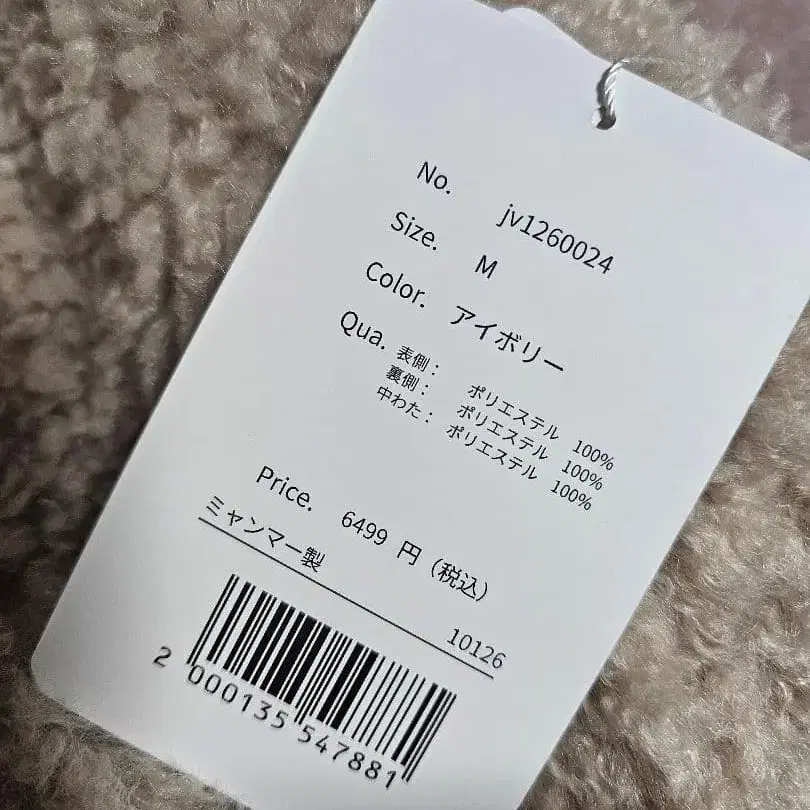 No. jv1260024
Size. M
Color. アイボリー
Qua. 表側： ポリエステル 100%
裏側： ポリエステル 100%
中わた： ポリエステル 100%
Price. 6499 円（税込）
ミャンマー製
10126
2 000135 547881